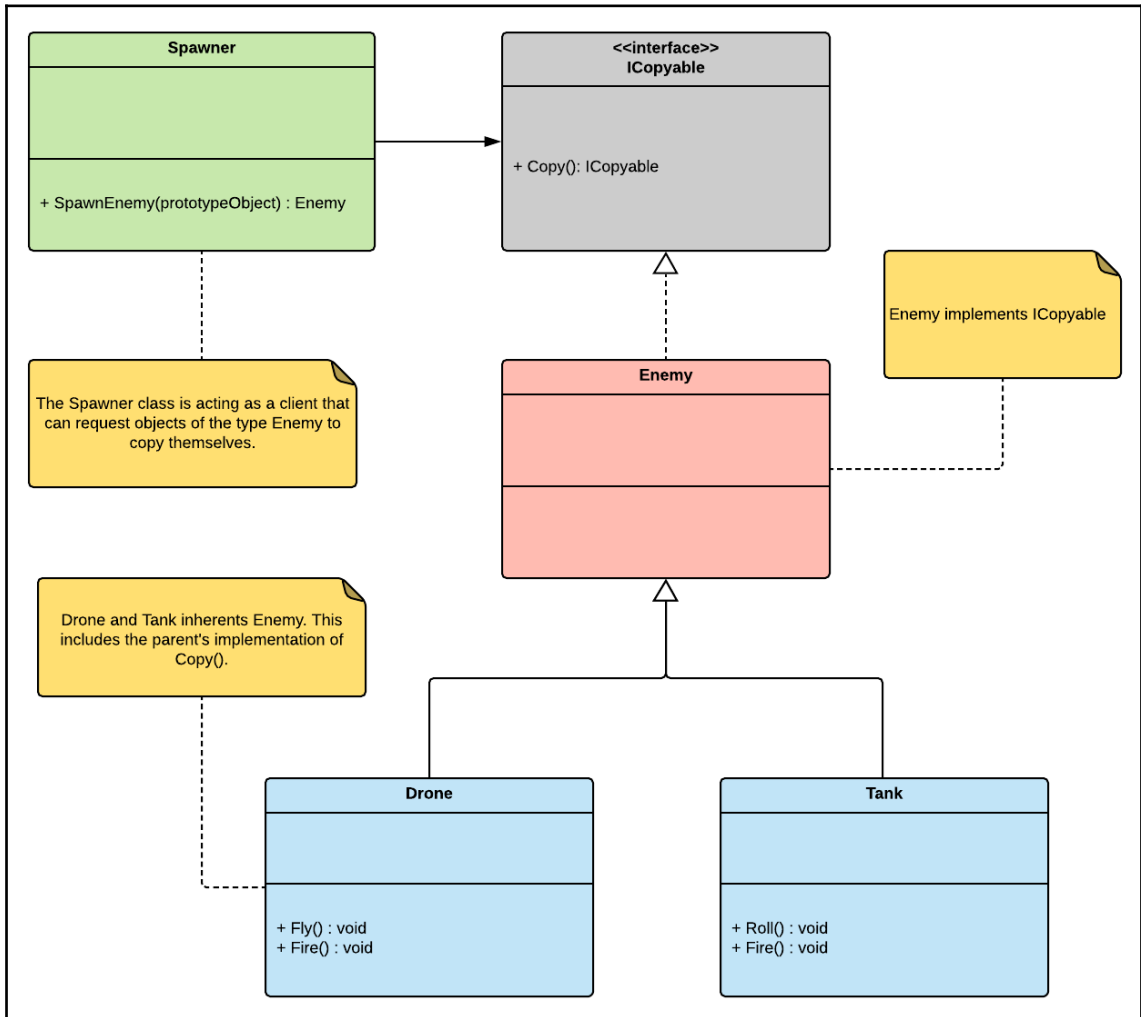 Spawner
+ SpawnEnemy(prototypeObject) : Enemy
<<interface>>
ICopyable
+ Copy(): ICopyable
Enemy implements ICopyable
The Spawner class is acting as a client that
can request objects of the type Enemy to
copy themselves.
Enemy
Drone and Tank inherents Enemy. This
includes the parent's implementation of
Copy().
Drone
+ Fly() : void
+ Fire() : void
Tank
+ Roll() : void
+ Fire() : void